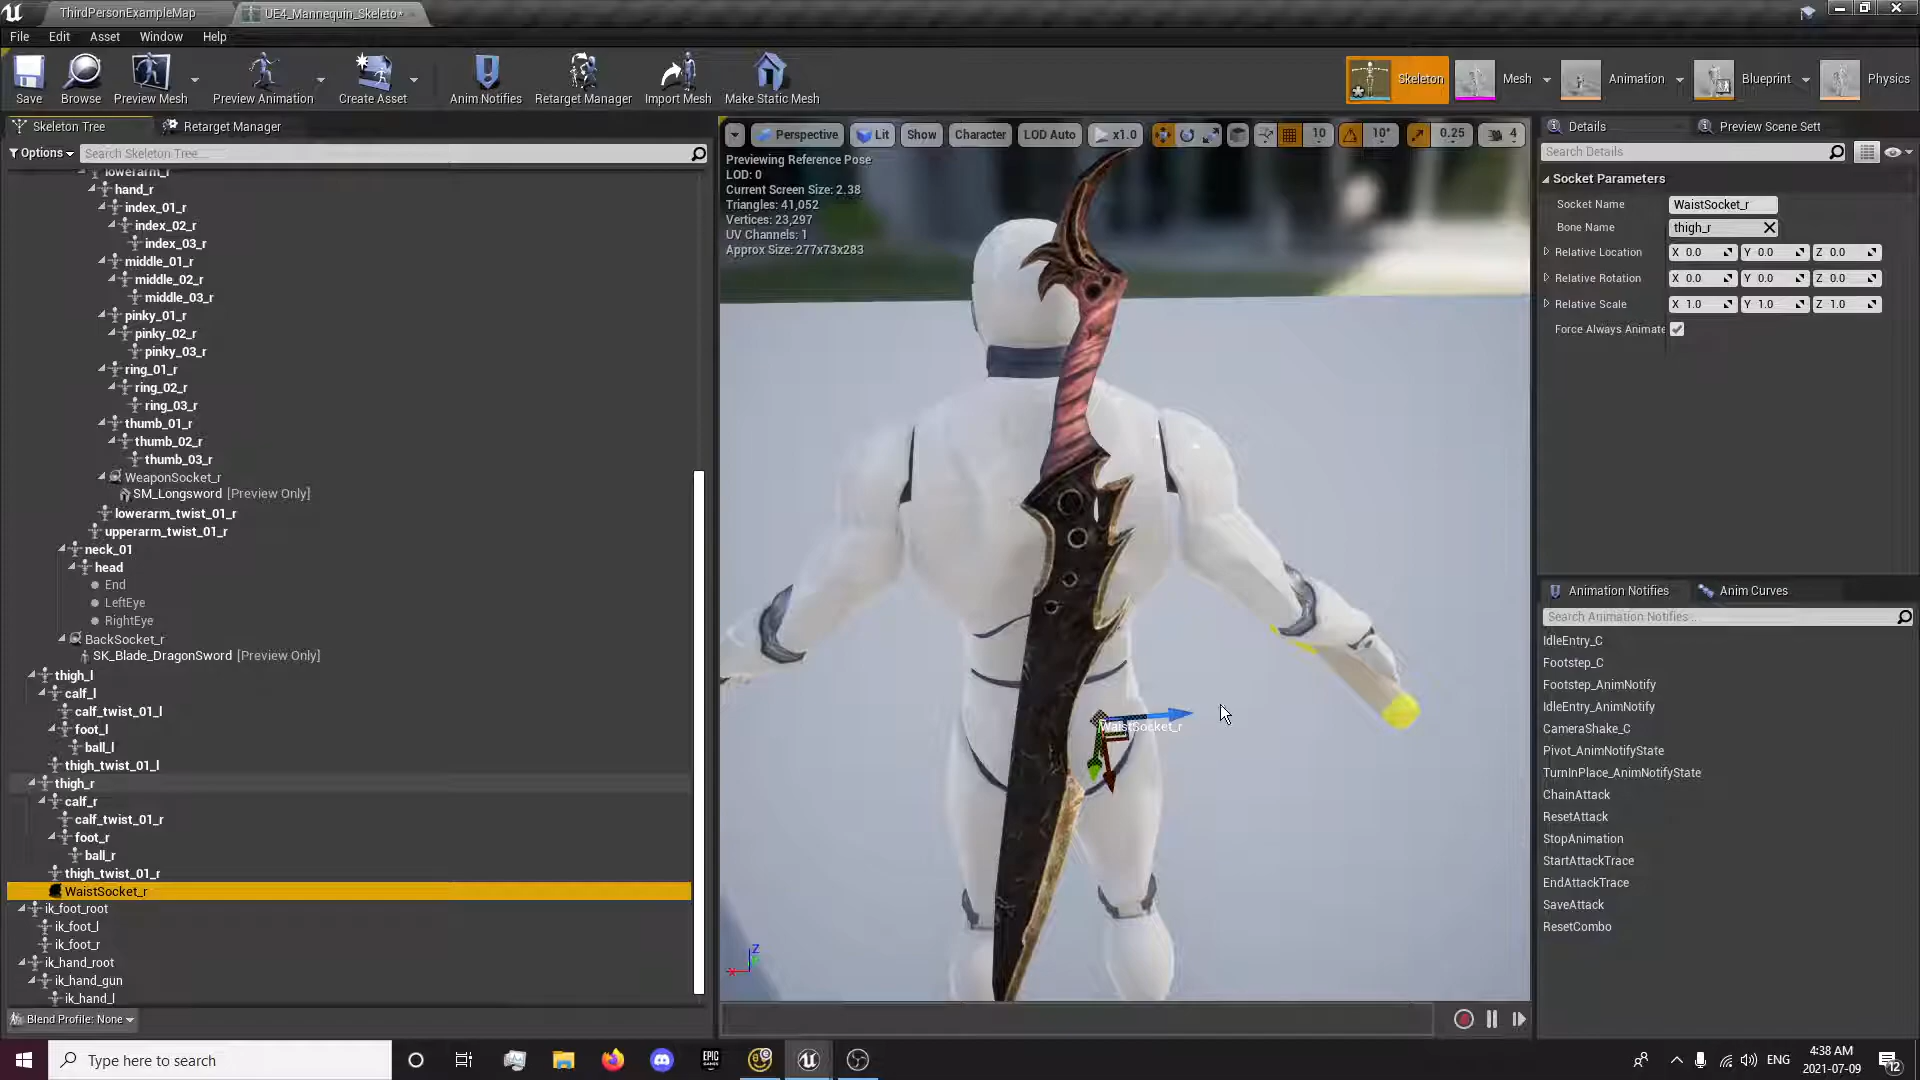 ThirdPersonExampleMap
UE4_Mannequin_Skeleto*
File Edit Asset Window Help
Save
Browse
Preview Mesh
Preview Animation
Create Asset
Anim Notifies
Retarget Manager
Import Mesh
Make Static Mesh
Skeleton
Mesh
Animation
Blueprint
Physics
Skeleton Tree
Retarget Manager
Options
Search Skeleton Tree...
lowerarm_r
hand_r
index_01_r
index_02_r
index_03_r
middle_01_r
middle_02_r
middle_03_r
pinky_01_r
pinky_02_r
pinky_03_r
ring_01_r
ring_02_r
ring_03_r
thumb_01_r
thumb_02_r
thumb_03_r
WeaponSocket_r
SM_Longsword [Preview Only]
lowerarm_twist_01_r
upperarm_twist_01_r
neck_01
head
End
LeftEye
RightEye
BackSocket_r
SK_Blade_DragonSword [Preview Only]
thigh_l
calf_l
calf_twist_01_l
foot_l
ball_l
thigh_twist_01_l
thigh_r
calf_r
calf_twist_01_r
foot_r
ball_r
thigh_twist_01_r
WaistSocket_r
ik_foot_root
ik_foot_l
ik_foot_r
ik_hand_root
ik_hand_gun
ik_hand_l
Blend Profile: None
Perspective Lit Show Character LOD Auto x1.0 10 10° 0.25 4
Previewing Reference Pose
LOD: 0
Current Screen Size: 2.38
Triangles: 41,052
Vertices: 23,297
UV Channels: 1
Approx Size: 277x73x283
WaistSocket_r
Z
X
Details
Preview Scene Sett
Search Details
Socket Parameters
Socket Name WaistSocket_r
Bone Name thigh_r
Relative Location X 0.0 Y 0.0 Z 0.0
Relative Rotation X 0.0 Y 0.0 Z 0.0
Relative Scale X 1.0 Y 1.0 Z 1.0
Force Always Animate
Animation Notifies
Anim Curves
Search Animation Notifies...
IdleEntry_C
Footstep_C
Footstep_AnimNotify
IdleEntry_AnimNotify
CameraShake_C
Pivot_AnimNotifyState
TurnInPlace_AnimNotifyState
ChainAttack
ResetAttack
StopAnimation
StartAttackTrace
EndAttackTrace
SaveAttack
ResetCombo
Type here to search
EPIC
GAMES
ENG
4:38 AM
2021-07-09
12